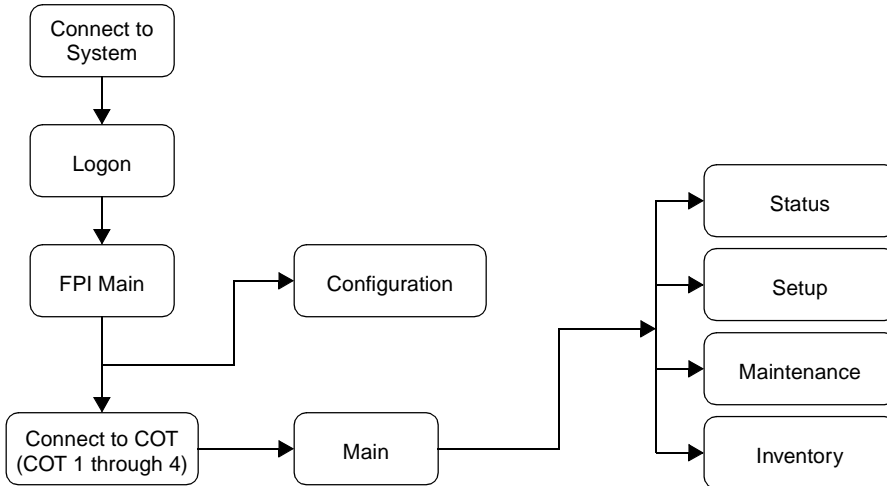 Connect to
System
Logon
FPI Main
Configuration
Connect to COT
(COT 1 through 4)
Main
Status
Setup
Maintenance
Inventory